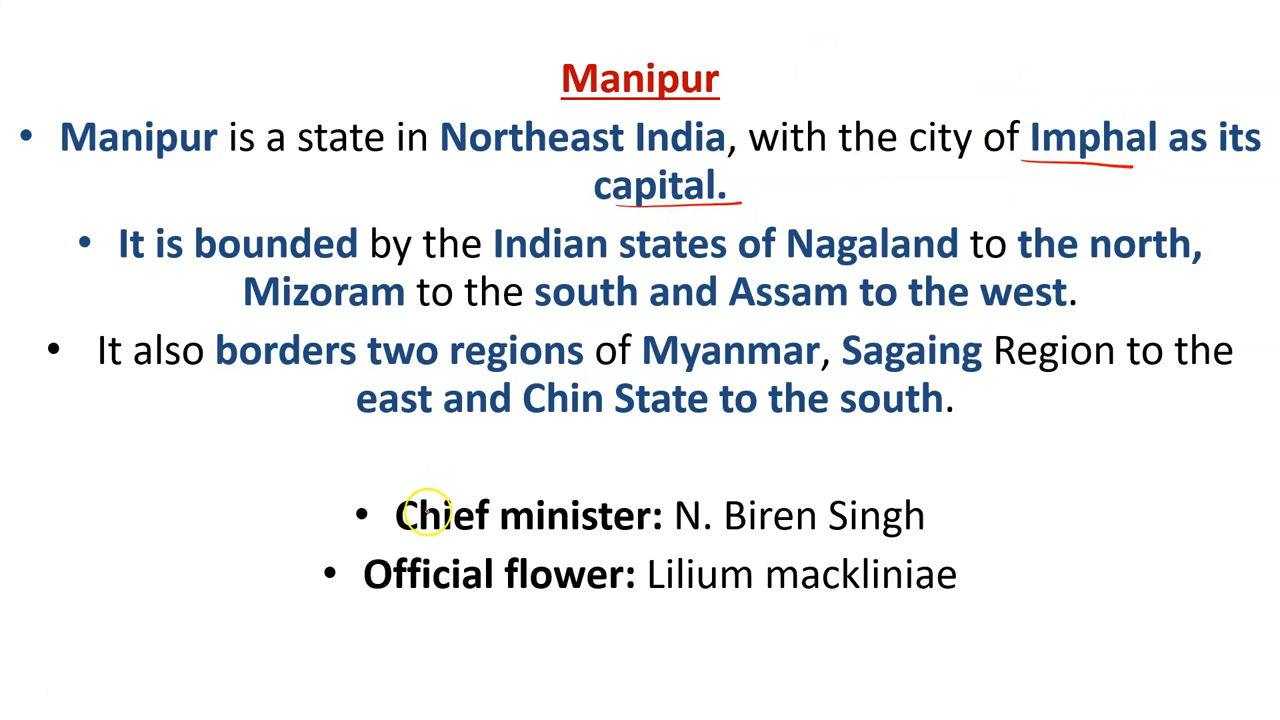 Manipur
• Manipur is a state in Northeast India, with the city of Imphal as its
capital.
• It is bounded by the Indian states of Nagaland to the north,
Mizoram to the south and Assam to the west.
• It also borders two regions of Myanmar, Sagaing Region to the
east and Chin State to the south.
• Chief minister: N. Biren Singh
• Official flower: Lilium mackliniae